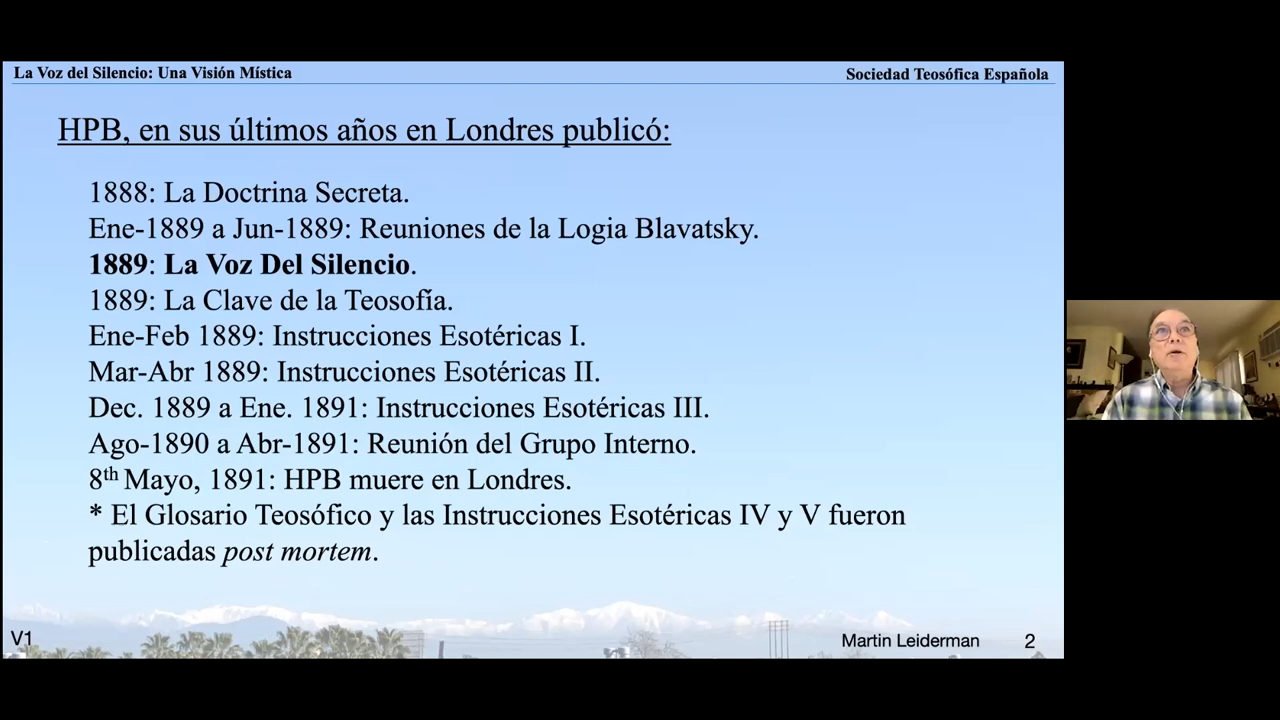 La Voz del Silencio: Una Visión Mística
Sociedad Teosófica Española
HPB, en sus últimos años en Londres publicó:
1888: La Doctrina Secreta.
Ene-1889 a Jun-1889: Reuniones de la Logia Blavatsky.
1889: La Voz Del Silencio.
1889: La Clave de la Teosofía.
Ene-Feb 1889: Instrucciones Esotéricas I.
Mar-Abr 1889: Instrucciones Esotéricas II.
Dec. 1889 a Ene. 1891: Instrucciones Esotéricas III.
Ago-1890 a Abr-1891: Reunión del Grupo Interno.
8th Mayo, 1891: HPB muere en Londres.
* El Glosario Teosófico y las Instrucciones Esotéricas IV y V fueron
publicadas post mortem.
V1
Martin Leiderman 2